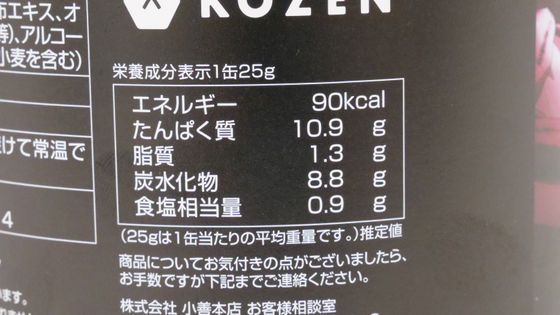 KOZEN
布エキス、オ
等)、アルコー
小麦を含む)
けて常温で
4
います。
栄養成分表示1缶25g
エネルギー 90kcal
たんぱく質 10.9 g
脂質 1.3 g
炭水化物 8.8 g
食塩相当量 0.9 g
(25gは1缶当たりの平均重量です。)推定値
商品についてお気付きの点がございましたら、
お手数ですが下記までご連絡ください。
株式会社 小善本店 お客様相談室